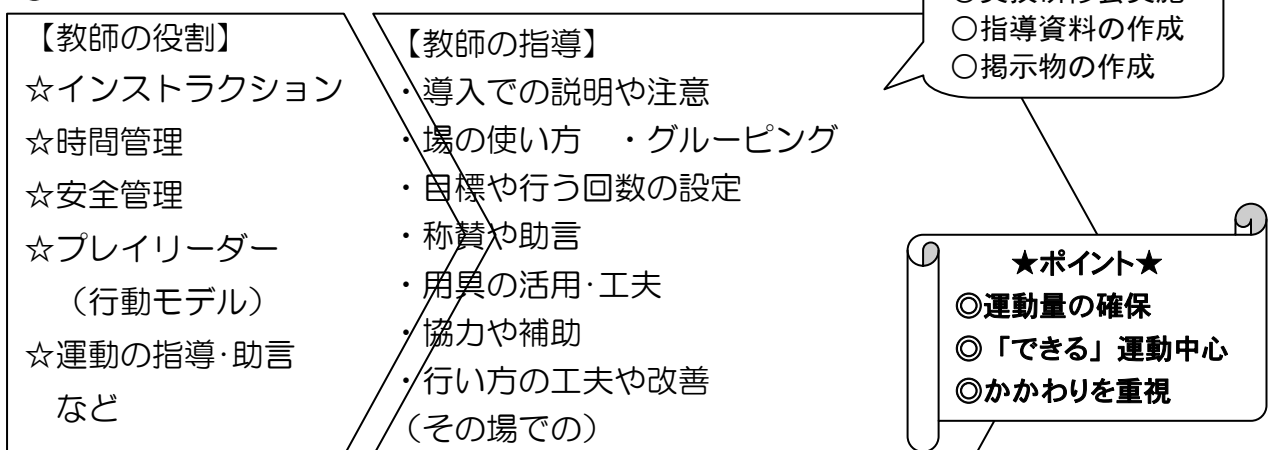 【教師の役割】
☆インストラクション
☆時間管理
☆安全管理
☆プレイリーダー
（行動モデル）
☆運動の指導･助言
など
【教師の指導】
・導入での説明や注意
・場の使い方　・グルーピング
・目標や行う回数の設定
・称賛や助言
・用具の活用･工夫
・協力や補助
・行い方の工夫や改善
（その場での）
○指導資料の作成
○掲示物の作成
★ポイント★
◎運動量の確保
◎「できる」運動中心
◎かかわりを重視